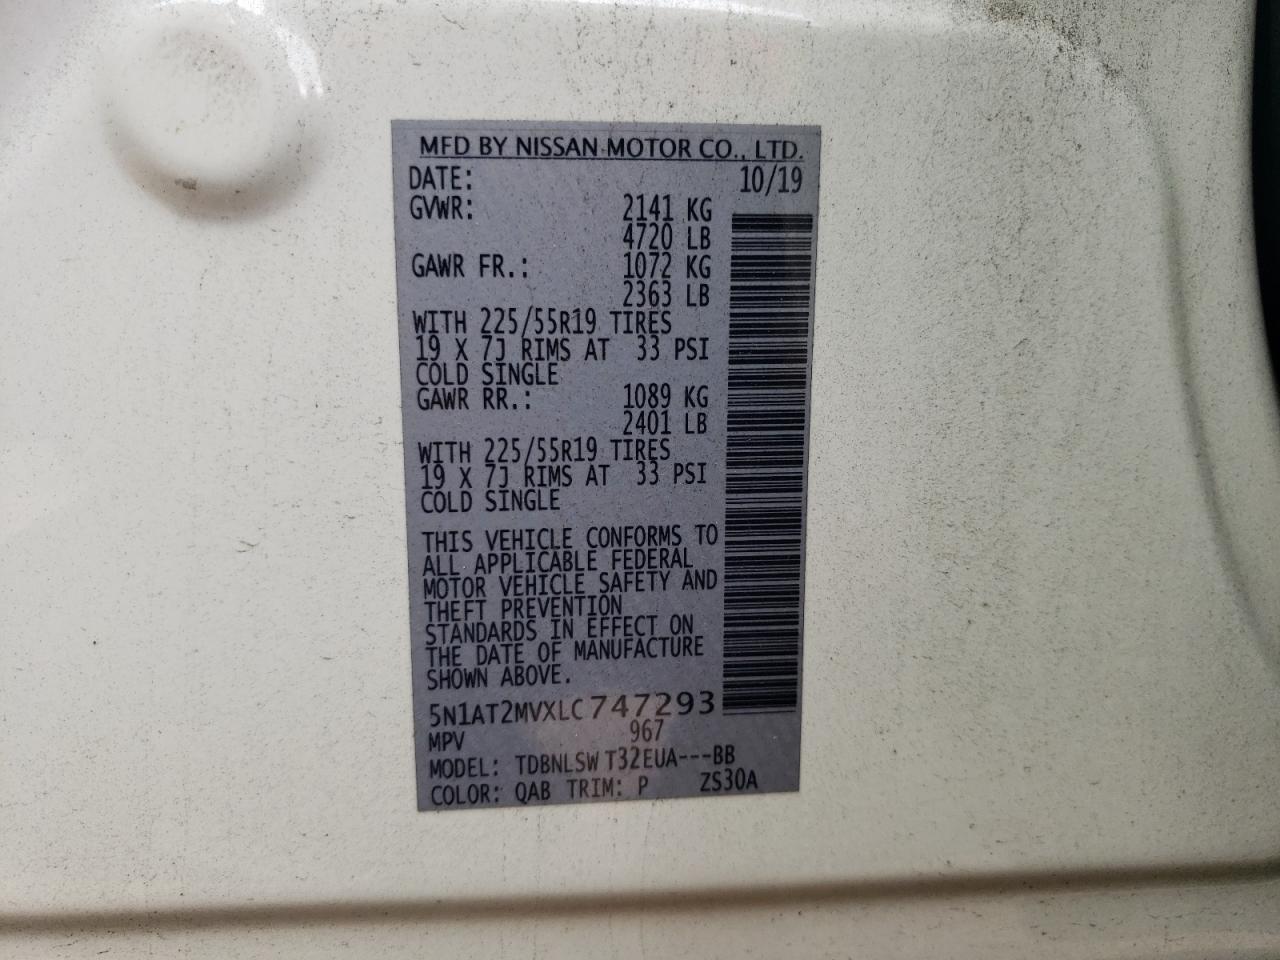 MFD BY NISSAN MOTOR CO., LTD.
DATE: 10/19
GVWR: 2141 KG
4720 LB
GAWR FR.: 1072 KG
2363 LB
WITH 225/55R19 TIRES
19 X 7J RIMS AT 33 PSI
COLD SINGLE
GAWR RR.: 1089 KG
2401 LB
WITH 225/55R19 TIRES
19 X 7J RIMS AT 33 PSI
COLD SINGLE
THIS VEHICLE CONFORMS TO
ALL APPLICABLE FEDERAL
MOTOR VEHICLE SAFETY AND
THEFT PREVENTION
STANDARDS IN EFFECT ON
THE DATE OF MANUFACTURE
SHOWN ABOVE.
5N1AT2MVXLC747293
MPV 967
MODEL: TDBNLSW T32EUA---BB
COLOR: QAB TRIM: P ZS30A